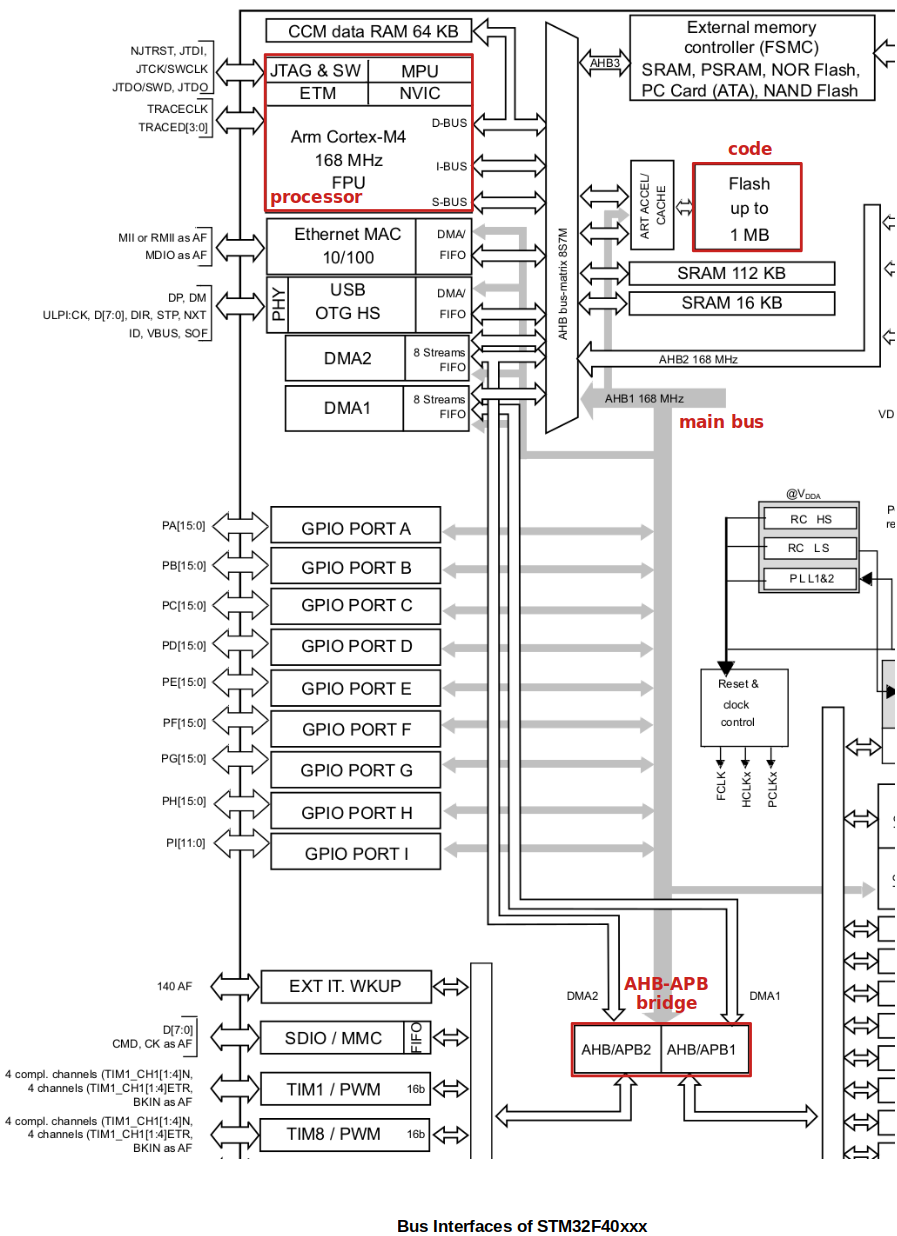 CCM data RAM 64 KB
External memory
controller (FSMC)
SRAM, PSRAM, NOR Flash,
PC Card (ATA), NAND Flash
AHB3
NJTRST, JTDI,
JTCK/SWCLK
JTDO/SWD, JTDO
TRACECLK
TRACED[3:0]
JTAG & SW
MPU
ETM
NVIC
D-BUS
Arm Cortex-M4
168 MHz
FPU
I-BUS
S-BUS
processor
code
Flash
up to
1 MB
ART ACCEL/
CACHE
AHB bus-matrix 8S7M
MII or RMII as AF
MDIO as AF
Ethernet MAC
10/100
DMA/
FIFO
SRAM 112 KB
SRAM 16 KB
DP, DM
ULPI:CK, D[7:0], DIR, STP, NXT
ID, VBUS, SOF
PHY
USB
OTG HS
DMA/
FIFO
DMA2
8 Streams
FIFO
AHB2 168 MHz
DMA1
8 Streams
FIFO
AHB1 168 MHz
main bus
VD
@VDDA
RC HS
RC LS
PLL1&2
P
re
PA[15:0]
GPIO PORT A
PB[15:0]
GPIO PORT B
PC[15:0]
GPIO PORT C
PD[15:0]
GPIO PORT D
PE[15:0]
GPIO PORT E
PF[15:0]
GPIO PORT F
PG[15:0]
GPIO PORT G
PH[15:0]
GPIO PORT H
PI[11:0]
GPIO PORT I
Reset &
clock
control
FCLK
HCLKx
PCLKx
140 AF
EXT IT. WKUP
DMA2
AHB-APB
bridge
DMA1
D[7:0]
CMD, CK as AF
SDIO / MMC
FIFO
AHB/APB2
AHB/APB1
4 compl. channels (TIM1_CH1[1:4]N,
4 channels (TIM1_CH1[1:4]ETR,
BKIN as AF
TIM1 / PWM
16b
4 compl. channels (TIM1_CH1[1:4]N,
4 channels (TIM1_CH1[1:4]ETR,
BKIN as AF
TIM8 / PWM
16b
Bus Interfaces of STM32F40xxx